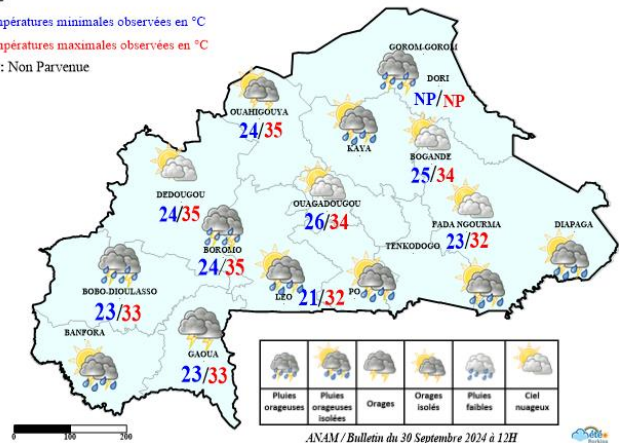 mpératures minimales observées en °C
mpératures maximales observées en °C
: Non Parvenue
GOROM-GOROM
DORI
NP/NP
OUAHIGOUYA
24/35
KAYA
BOGANDE
25/34
DEDOUGOU
24/35
OUAGADOUGOU
26/34
FADA NGOURMA
23/32
DIAPAGA
BOROMO
24/35
TENKODOGO
BOBO-DIOULASSO
23/33
LEO
21/32
PO
BANFORA
GAOUA
23/33
Pluies orageuses
Pluies orageuses isolées
Orages
Orages isolés
Pluies faibles
Ciel nuageux
0 100 200
ANAM / Bulletin du 30 Septembre 2024 à 12H